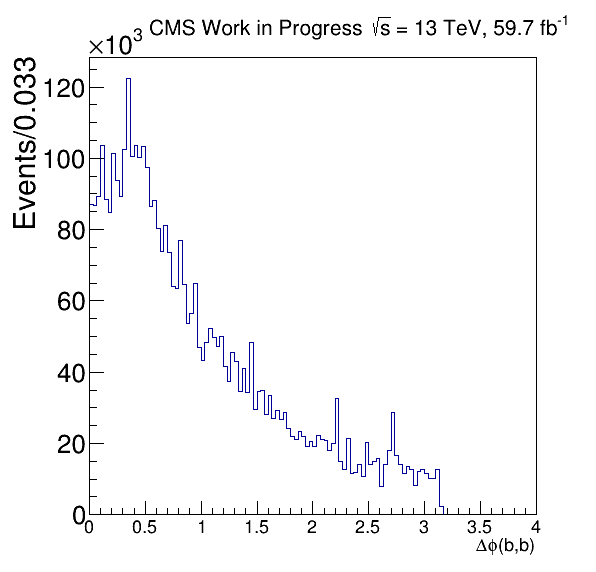 ×10³ CMS Work in Progress √s = 13 TeV, 59.7 fb⁻¹
Events/0.033
120
100
80
60
40
20
0
0 0.5 1 1.5 2 2.5 3 3.5 4
Δϕ(b,b)